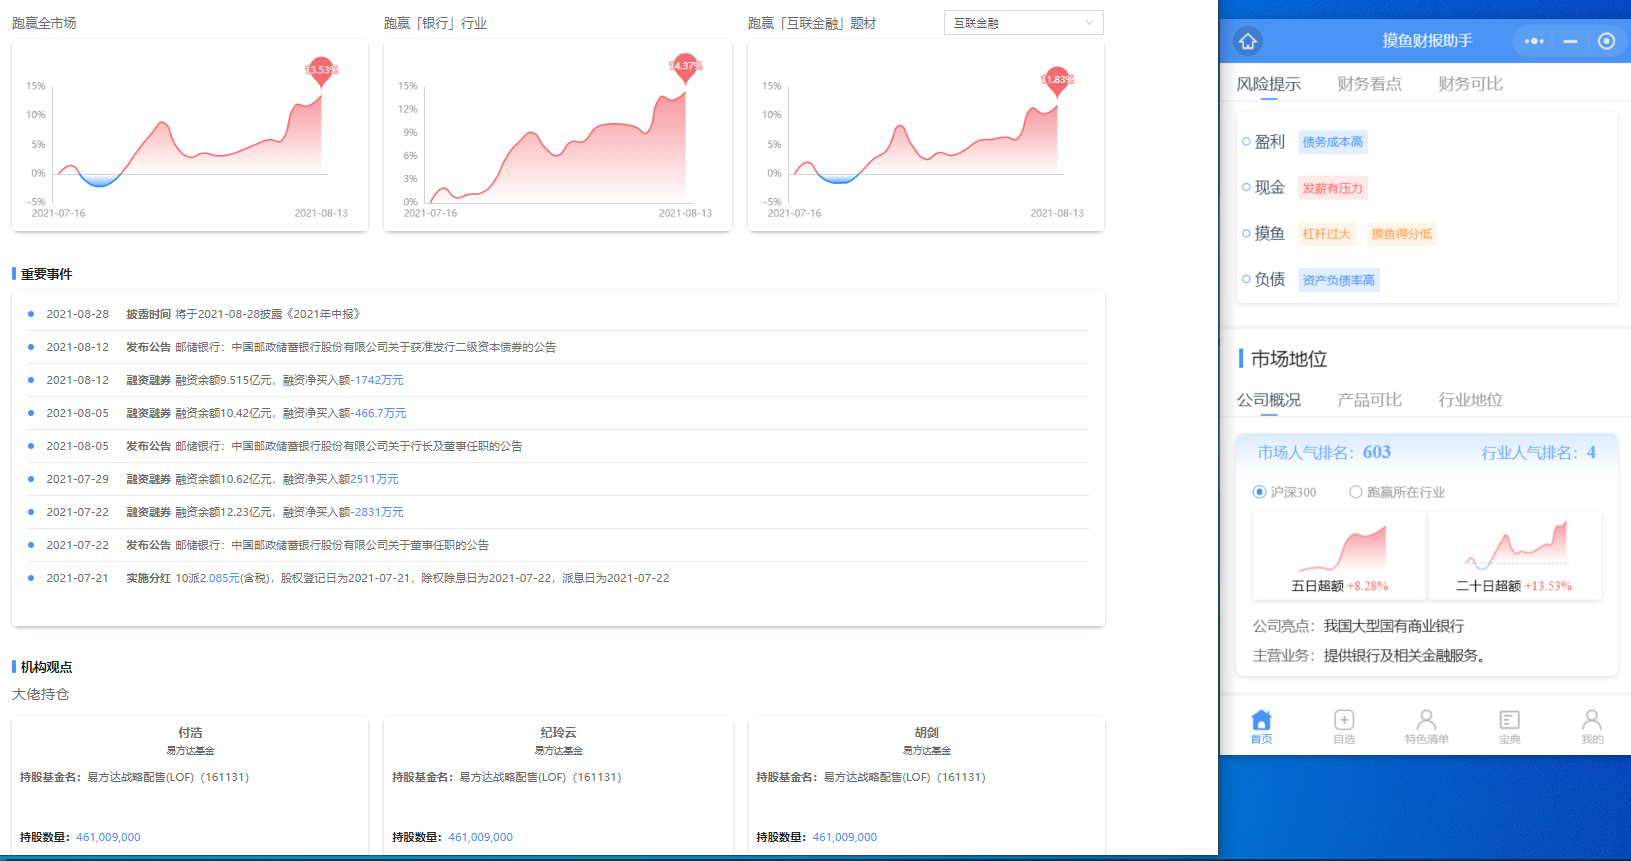 跑赢全市场
13.53%
15%
10%
5%
0%
-5%
2021-07-16
2021-08-13
跑赢「银行」行业
14.37%
15%
12%
9%
6%
3%
0%
2021-07-16
2021-08-13
跑赢「互联金融」题材
互联金融
11.83%
15%
10%
5%
0%
-5%
2021-07-16
2021-08-13
重要事件
2021-08-28 披露时间 将于2021-08-28披露《2021年中报》
2021-08-12 发布公告 邮储银行：中国邮政储蓄银行股份有限公司关于获准发行二级资本债券的公告
2021-08-12 融资融券 融资余额9.515亿元，融资净买入额-1742万元
2021-08-05 融资融券 融资余额10.42亿元，融资净买入额-466.7万元
2021-08-05 发布公告 邮储银行：中国邮政储蓄银行股份有限公司关于行长及董事任职的公告
2021-07-29 融资融券 融资余额10.62亿元，融资净买入额2511万元
2021-07-22 融资融券 融资余额12.23亿元，融资净买入额-2831万元
2021-07-22 发布公告 邮储银行：中国邮政储蓄银行股份有限公司关于董事任职的公告
2021-07-21 实施分红 10派2.085元(含税)，股权登记日为2021-07-21，除权除息日为2021-07-22，派息日为2021-07-22
机构观点
大佬持仓
付浩
易方达基金
持股基金名：易方达战略配售(LOF)（161131）
持股数量：461,009,000
纪玲云
易方达基金
持股基金名：易方达战略配售(LOF)（161131）
持股数量：461,009,000
胡剑
易方达基金
持股基金名：易方达战略配售(LOF)（161131）
持股数量：461,009,000
摸鱼财报助手
风险提示 财务看点 财务可比
盈利 债务成本高
现金 发薪有压力
摸鱼 杠杆过大 摸鱼得分低
负债 资产负债率高
市场地位
公司概况 产品可比 行业地位
市场人气排名：603 行业人气排名：4
沪深300 跑赢所在行业
五日超额 +8.28% 二十日超额 +13.53%
公司亮点：我国大型国有商业银行
主营业务：提供银行及相关金融服务。
首页 自选 特色清单 宝典 我的